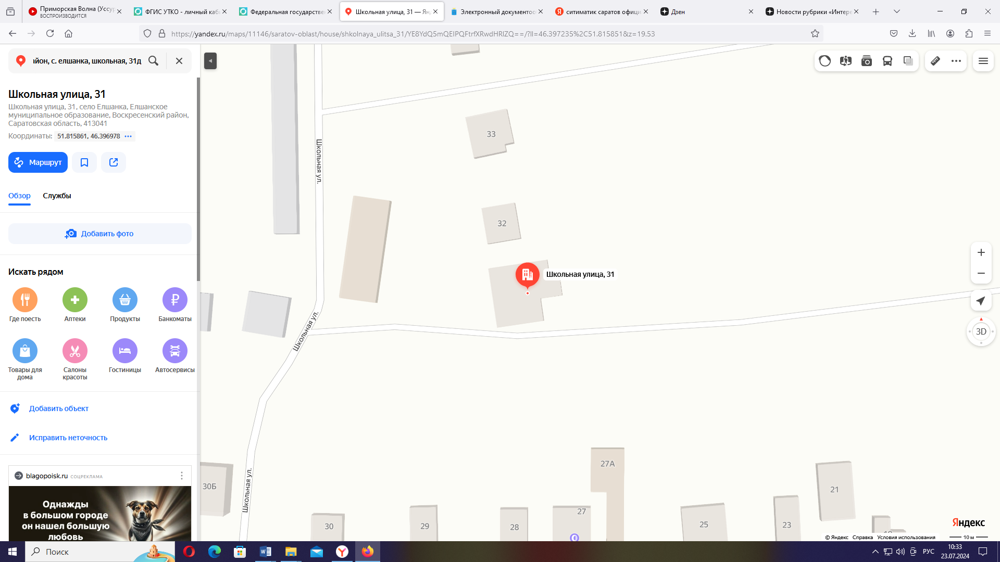 Приморская Волна (Уссур
ВОСПРОИЗВОДИТСЯ
ФГИС УТКО - личный каб
Федеральная государстве
Школьная улица, 31 — Ян
Электронный документоо
ситиматик саратов офиц
Дзен
Новости рубрики «Интере
https://yandex.ru/maps/11146/saratov-oblast/house/shkolnaya_ulitsa_31/YE8YdQ5mQEIPQFtrfXRwdHRlZQ==/?ll=46.397235%2C51.815851&z=19.53
айон, с. елшанка, школьная, 31д
Школьная улица, 31
Школьная улица, 31, село Елшанка, Елшанское
муниципальное образование, Воскресенский район,
Саратовская область, 413041
Координаты: 51.815861, 46.396978
Маршрут
Обзор
Службы
Добавить фото
Искать рядом
Где поесть
Аптеки
Продукты
Банкоматы
Товары для
дома
Салоны
красоты
Гостиницы
Автосервисы
Добавить объект
Исправить неточность
blagopoisk.ru СОЦРЕКЛАМА
Однажды
в большом городе
он нашел большую
любовь
Школьная ул.
33
32
Школьная улица, 31
Школьная ул.
3D
Школьная ул.
30Б
27А
21
30
29
28
27
25
23
Яндекс
© Яндекс Справка Условия использования
10 м
Поиск
РУС
10:33
23.07.2024